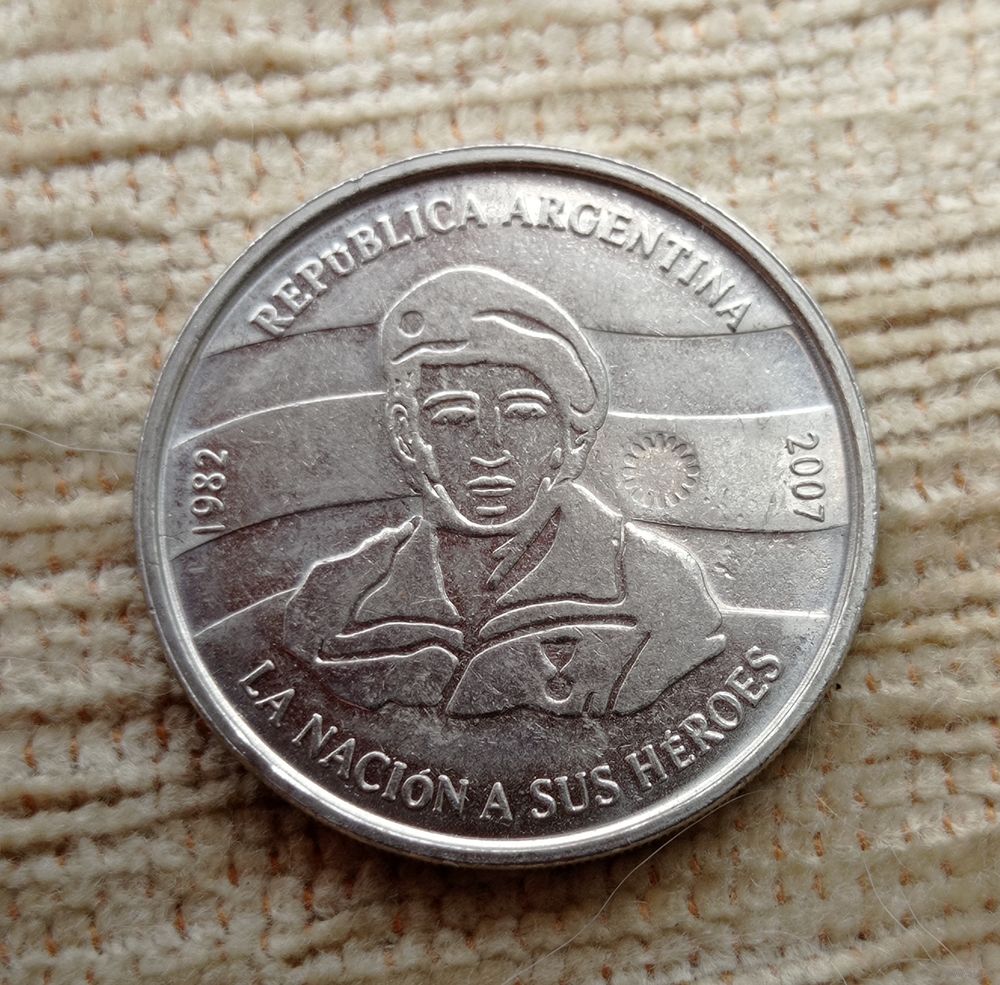 REPÚBLICA ARGENTINA
1982
2007
LA NACIÓN A SUS HÉROES